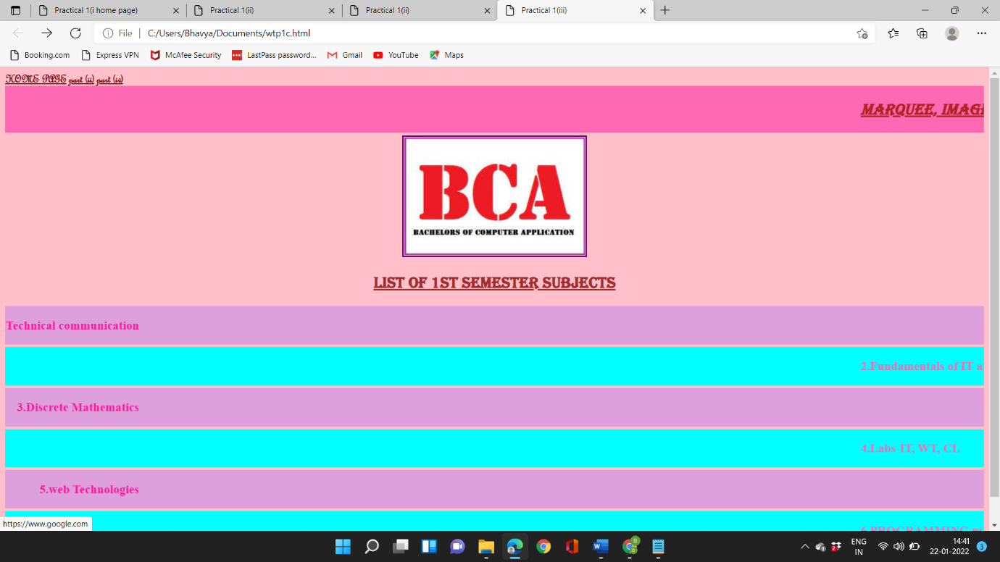 Practical 1(i home page) Practical 1(ii) Practical 1(ii) Practical 1(iii)
File C:/Users/Bhavya/Documents/wtp1c.html
Booking.com Express VPN McAfee Security LastPass password... Gmail YouTube Maps
HOME PAGE part (ii) part (iv)
MARQUEE, IMAG
BCA
BACHELORS OF COMPUTER APPLICATION
LIST OF 1ST SEMESTER SUBJECTS
Technical communication
2.Fundamentals of IT a
3.Discrete Mathematics
4.Labs-IT, WT, CL
5.web Technologies
6.PROGRAMMING
https://www.google.com
ENG
IN
14:41
22-01-2022
3